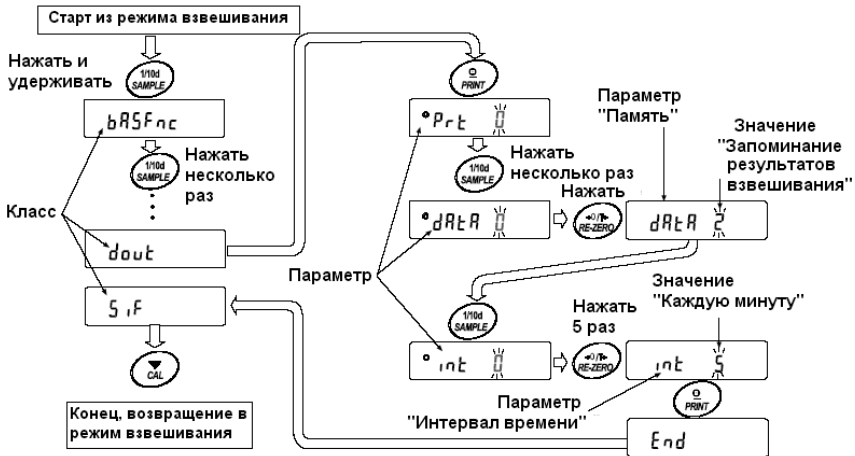 Старт из режима взвешивания
Нажать и
удерживать
1/10d
SAMPLE
bASFnc
1/10d
SAMPLE
Нажать
несколько
раз
Класс
dout
S iF
CAL
Конец, возвращение в
режим взвешивания
PRINT
Prt 0
1/10d
SAMPLE
Нажать
несколько раз
Нажать
dAtA 0
→0/T←
RE-ZERO
Параметр
"Память"
Значение
"Запоминание
результатов
взвешивания"
dAtA 2
Параметр
1/10d
SAMPLE
int 0
Нажать
5 раз
→0/T←
RE-ZERO
Значение
"Каждую минуту"
int 5
Параметр
"Интервал времени"
PRINT
End